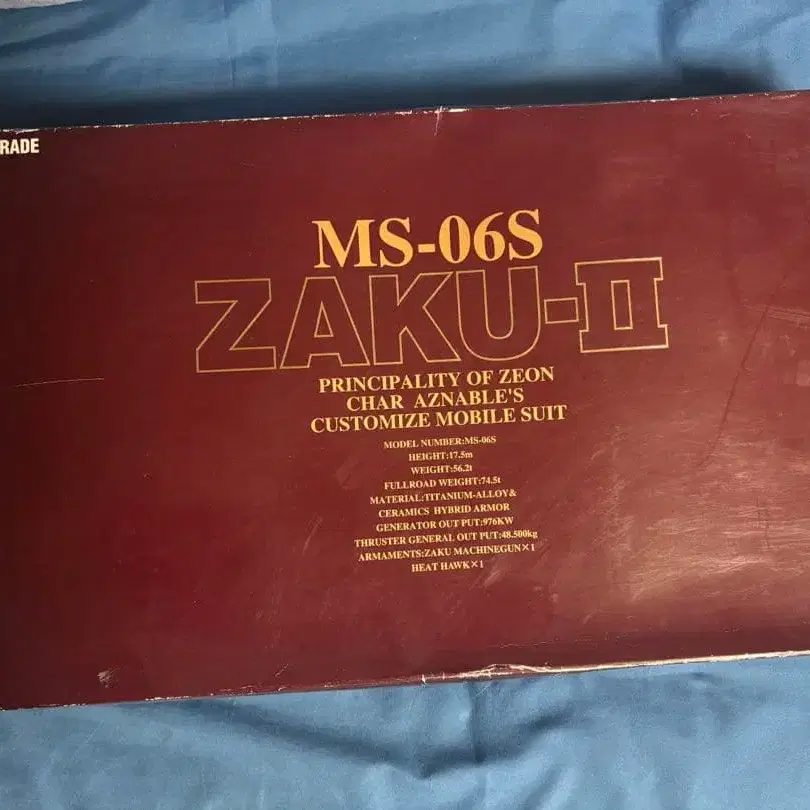 RADE
MS-06S
ZAKU-II
PRINCIPALITY OF ZEON
CHAR AZNABLE'S
CUSTOMIZE MOBILE SUIT
MODEL NUMBER:MS-06S
HEIGHT:17.5m
WEIGHT:56.2t
FULLROAD WEIGHT:74.5t
MATERIAL:TITANIUM-ALLOY&
CERAMICS HYBRID ARMOR
GENERATOR OUT PUT:976KW
THRUSTER GENERAL OUT PUT:48.500kg
ARMAMENTS:ZAKU MACHINEGUN×1
HEAT HAWK×1